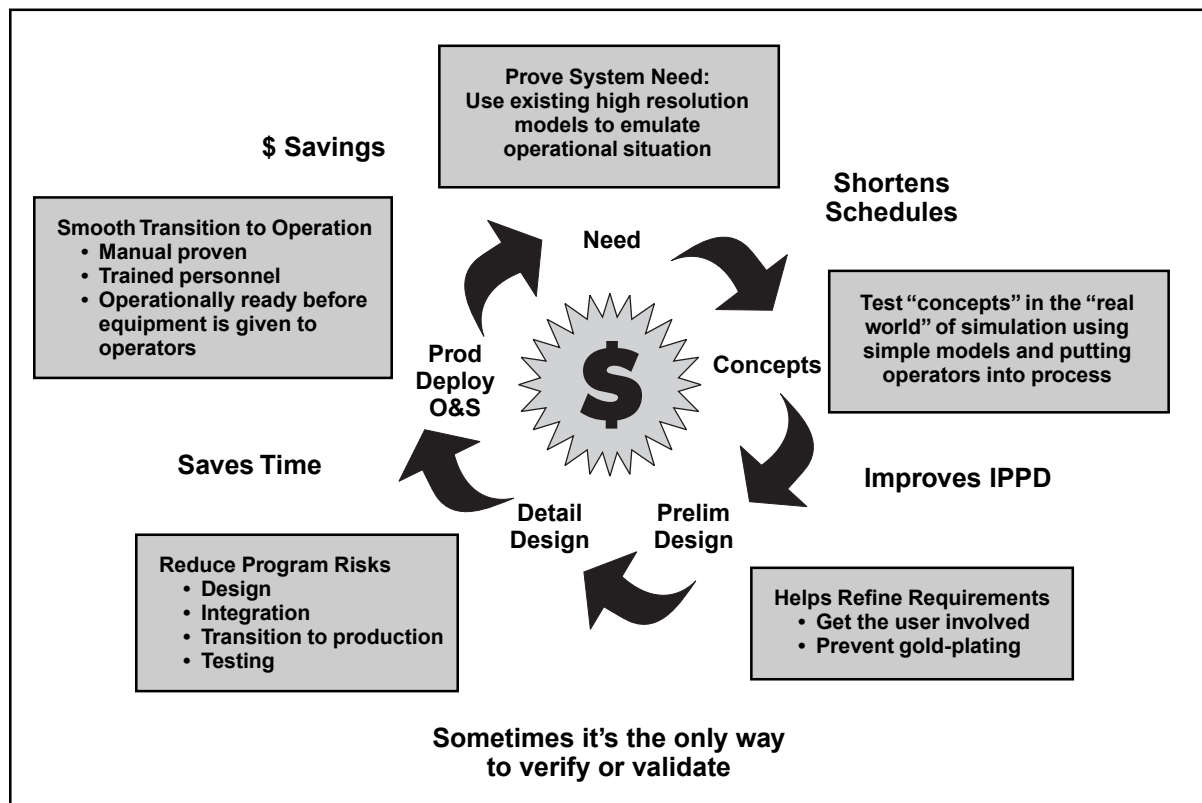 Prove System Need:
Use existing high resolution
models to emulate
operational situation
$ Savings
Shortens
Schedules
Smooth Transition to Operation
• Manual proven
• Trained personnel
• Operationally ready before
equipment is given to
operators
Need
Test “concepts” in the “real
world” of simulation using
simple models and putting
operators into process
Prod
Deploy
O&S
$
Concepts
Saves Time
Improves IPPD
Detail
Design
Prelim
Design
Reduce Program Risks
• Design
• Integration
• Transition to production
• Testing
Helps Refine Requirements
• Get the user involved
• Prevent gold-plating
Sometimes it’s the only way
to verify or validate